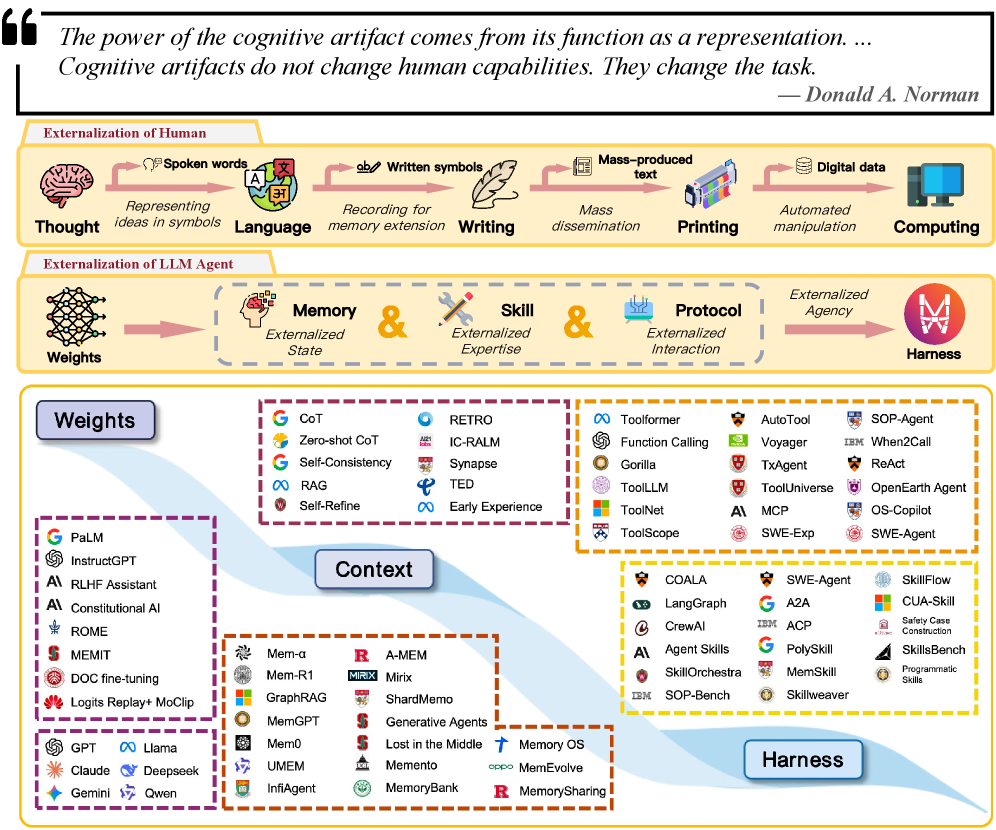 The power of the cognitive artifact comes from its function as a representation. ...
Cognitive artifacts do not change human capabilities. They change the task.
— Donald A. Norman
Externalization of Human
Thought
Spoken words
Representing
ideas in symbols
Language
Written symbols
Recording for
memory extension
Writing
Mass-produced
text
Mass
dissemination
Printing
Digital data
Automated
manipulation
Computing
Externalization of LLM Agent
Weights
Memory
Externalized
State
&
Skill
Externalized
Expertise
&
Protocol
Externalized
Interaction
Externalized
Agency
Harness
Weights
CoT
Zero-shot CoT
Self-Consistency
RAG
Self-Refine
RETRO
IC-RALM
Synapse
TED
Early Experience
Toolformer
Function Calling
Gorilla
ToolLLM
ToolNet
ToolScope
AutoTool
Voyager
TxAgent
ToolUniverse
MCP
SWE-Exp
SOP-Agent
IBM When2Call
ReAct
OpenEarth Agent
OS-Copilot
SWE-Agent
PaLM
InstructGPT
RLHF Assistant
Constitutional AI
ROME
MEMIT
DOC fine-tuning
Logits Replay+ MoClip
Context
COALA
LangGraph
CrewAI
Agent Skills
SkillOrchestra
IBM SOP-Bench
SWE-Agent
A2A
IBM ACP
PolySkill
MemSkill
Skillweaver
SkillFlow
CUA-Skill
Safety Case
Construction
SkillsBench
Programmatic
Skills
Mem-α
Mem-R1
GraphRAG
MemGPT
Mem0
UMEM
InfiAgent
A-MEM
MIRIX Mirix
ShardMemo
Generative Agents
Lost in the Middle
Memento
MemoryBank
Memory OS
oppo MemEvolve
MemorySharing
GPT
Claude
Gemini
Llama
Deepseek
Qwen
Harness